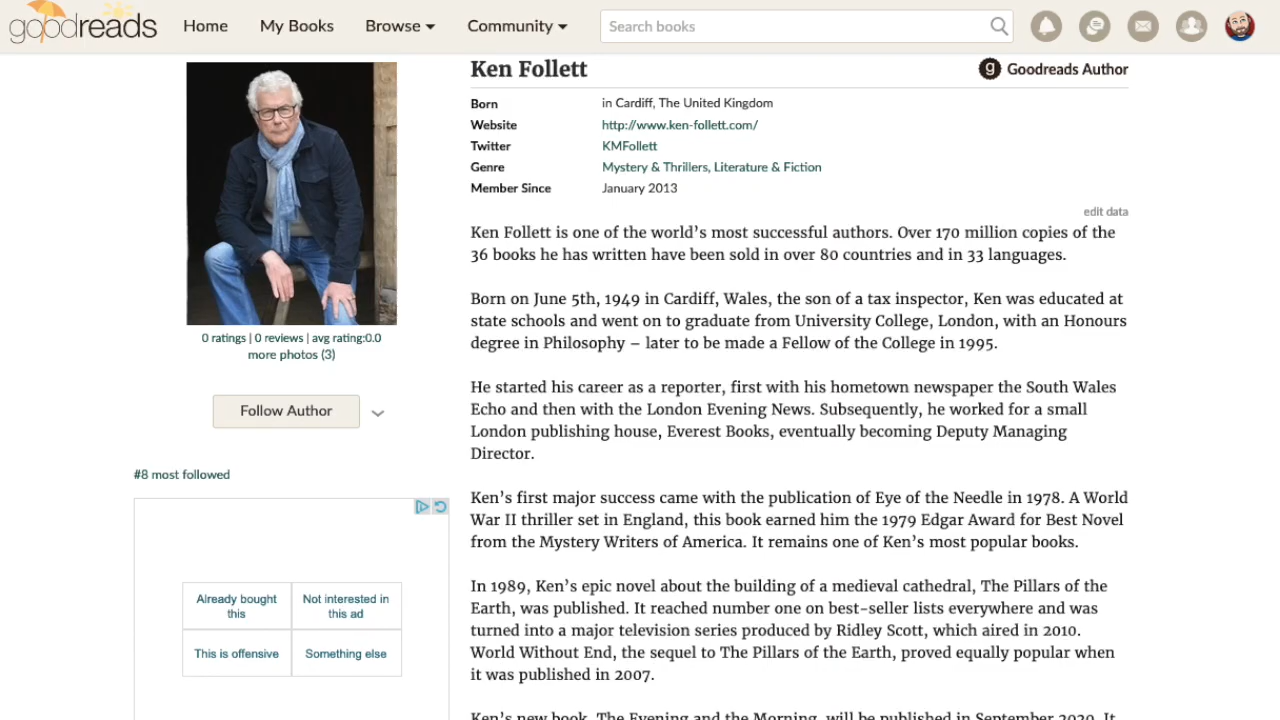 goodreads
Home
My Books
Browse
Community
Search books
Ken Follett
g Goodreads Author
Born in Cardiff, The United Kingdom
Website http://www.ken-follett.com/
Twitter KMFollett
Genre Mystery & Thrillers, Literature & Fiction
Member Since January 2013
edit data
0 ratings | 0 reviews | avg rating:0.0
more photos (3)
Follow Author
#8 most followed
Already bought
this
Not interested in
this ad
This is offensive
Something else
Ken Follett is one of the world’s most successful authors. Over 170 million copies of the
36 books he has written have been sold in over 80 countries and in 33 languages.
Born on June 5th, 1949 in Cardiff, Wales, the son of a tax inspector, Ken was educated at
state schools and went on to graduate from University College, London, with an Honours
degree in Philosophy – later to be made a Fellow of the College in 1995.
He started his career as a reporter, first with his hometown newspaper the South Wales
Echo and then with the London Evening News. Subsequently, he worked for a small
London publishing house, Everest Books, eventually becoming Deputy Managing
Director.
Ken’s first major success came with the publication of Eye of the Needle in 1978. A World
War II thriller set in England, this book earned him the 1979 Edgar Award for Best Novel
from the Mystery Writers of America. It remains one of Ken’s most popular books.
In 1989, Ken’s epic novel about the building of a medieval cathedral, The Pillars of the
Earth, was published. It reached number one on best-seller lists everywhere and was
turned into a major television series produced by Ridley Scott, which aired in 2010.
World Without End, the sequel to The Pillars of the Earth, proved equally popular when
it was published in 2007.
Ken’s new book, The Evening and the Morning, will be published in September 2020. It